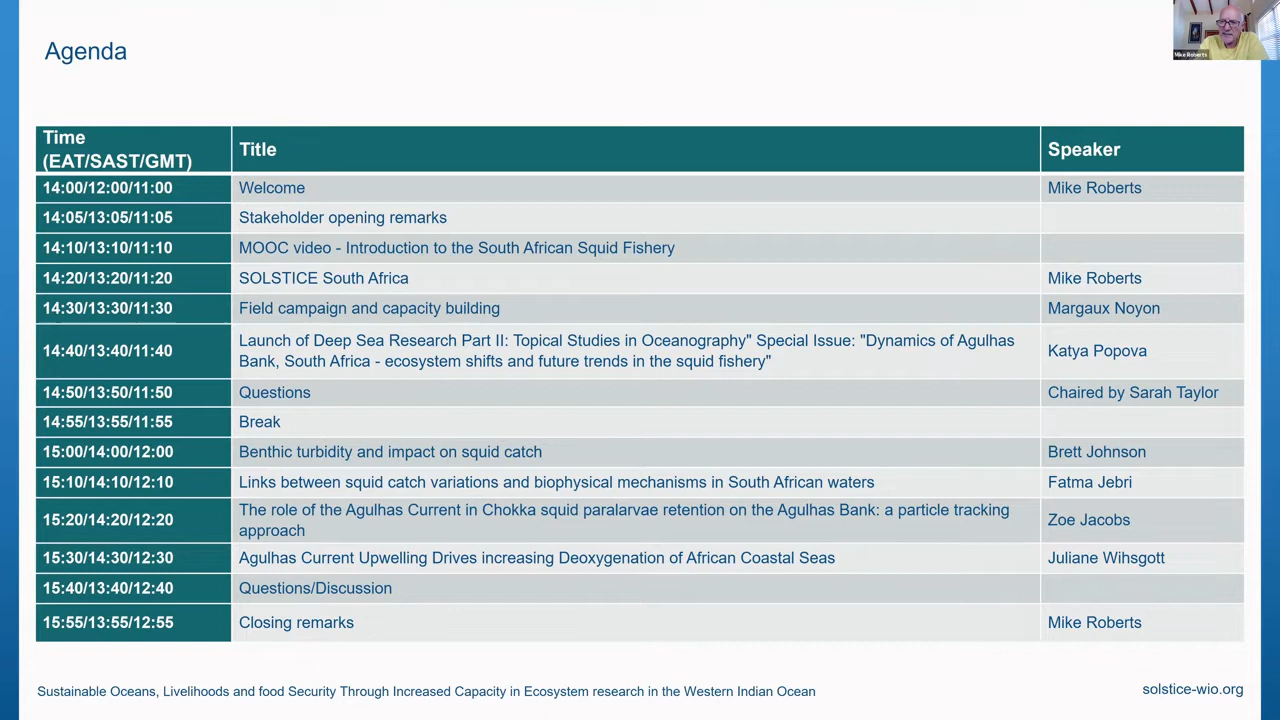 Agenda
Mike Roberts
Time
(EAT/SAST/GMT)
Title
Speaker
14:00/12:00/11:00
Welcome
Mike Roberts
14:05/13:05/11:05
Stakeholder opening remarks
14:10/13:10/11:10
MOOC video - Introduction to the South African Squid Fishery
14:20/13:20/11:20
SOLSTICE South Africa
Mike Roberts
14:30/13:30/11:30
Field campaign and capacity building
Margaux Noyon
14:40/13:40/11:40
Launch of Deep Sea Research Part II: Topical Studies in Oceanography" Special Issue: "Dynamics of Agulhas
Bank, South Africa - ecosystem shifts and future trends in the squid fishery"
Katya Popova
14:50/13:50/11:50
Questions
Chaired by Sarah Taylor
14:55/13:55/11:55
Break
15:00/14:00/12:00
Benthic turbidity and impact on squid catch
Brett Johnson
15:10/14:10/12:10
Links between squid catch variations and biophysical mechanisms in South African waters
Fatma Jebri
15:20/14:20/12:20
The role of the Agulhas Current in Chokka squid paralarvae retention on the Agulhas Bank: a particle tracking
approach
Zoe Jacobs
15:30/14:30/12:30
Agulhas Current Upwelling Drives increasing Deoxygenation of African Coastal Seas
Juliane Wihsgott
15:40/13:40/12:40
Questions/Discussion
15:55/13:55/12:55
Closing remarks
Mike Roberts
Sustainable Oceans, Livelihoods and food Security Through Increased Capacity in Ecosystem research in the Western Indian Ocean
solstice-wio.org